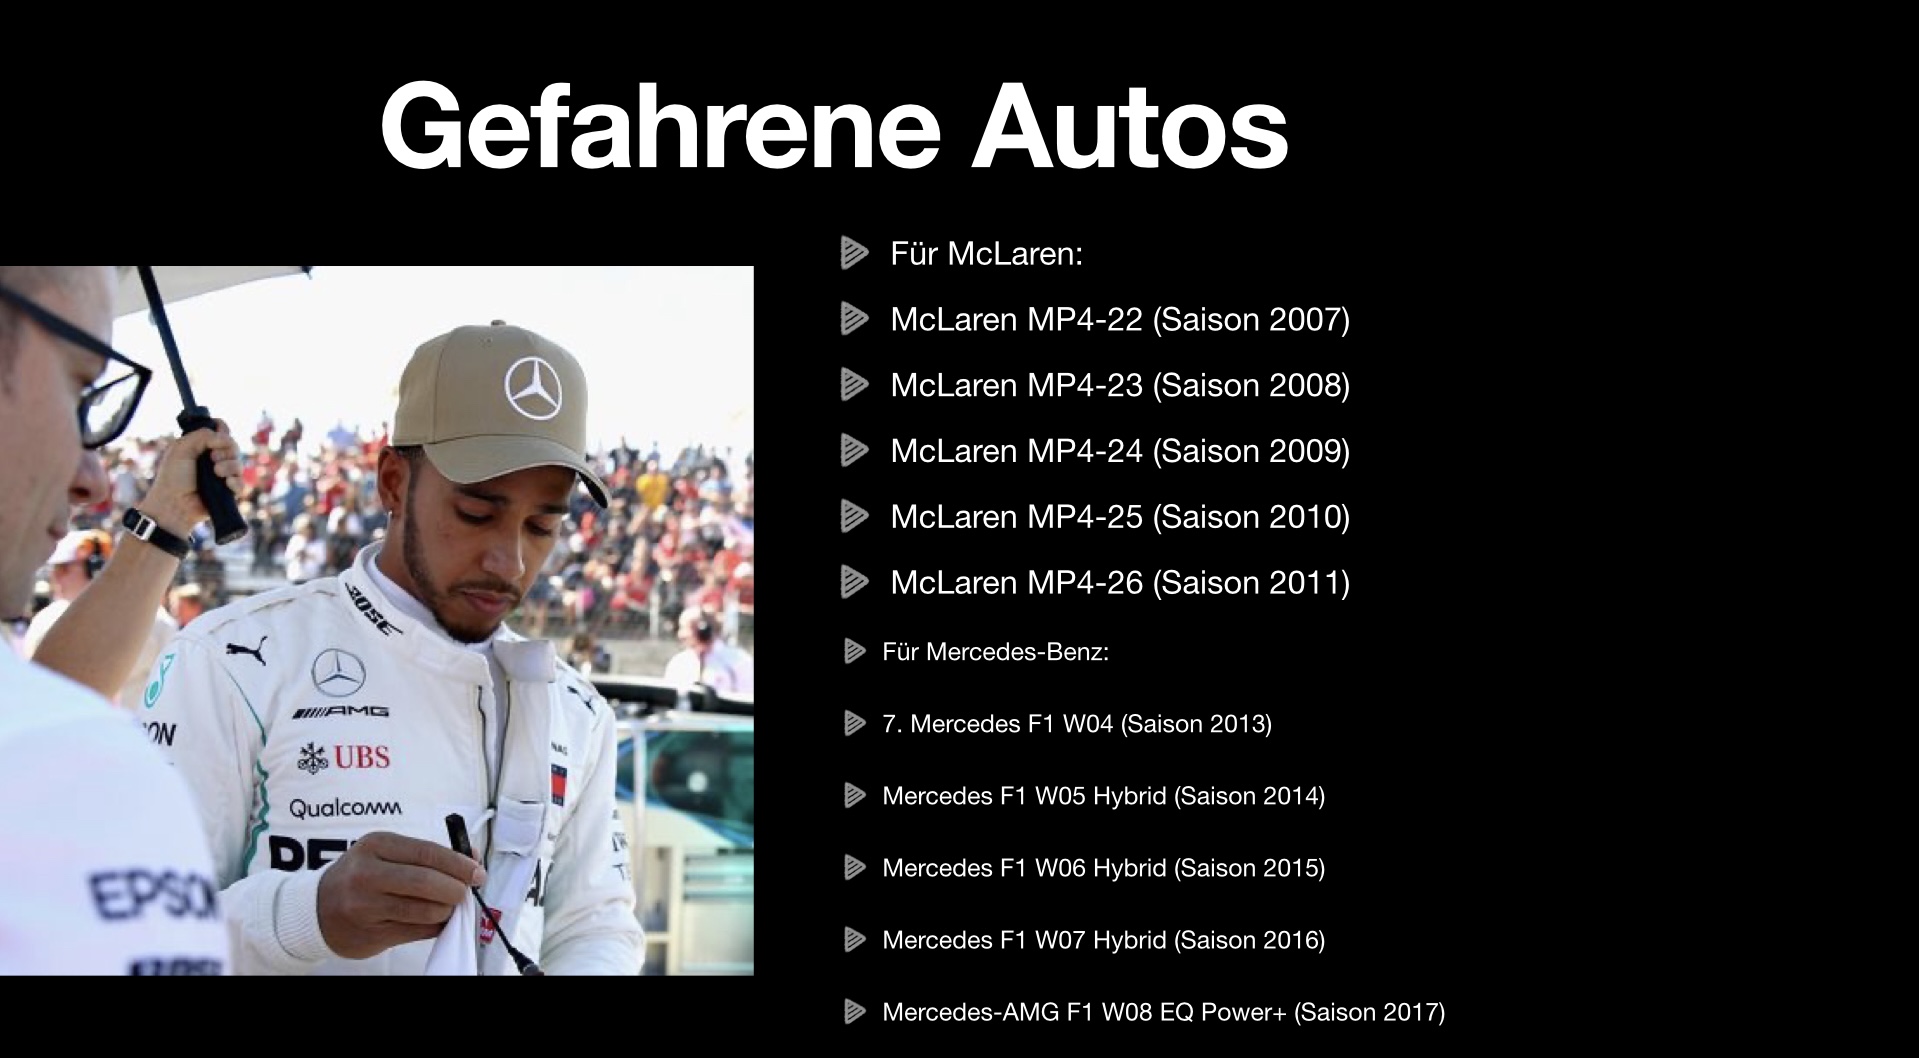 Gefahrene Autos
Für McLaren:
McLaren MP4-22 (Saison 2007)
McLaren MP4-23 (Saison 2008)
McLaren MP4-24 (Saison 2009)
McLaren MP4-25 (Saison 2010)
McLaren MP4-26 (Saison 2011)
Für Mercedes-Benz:
7. Mercedes F1 W04 (Saison 2013)
Mercedes F1 W05 Hybrid (Saison 2014)
Mercedes F1 W06 Hybrid (Saison 2015)
Mercedes F1 W07 Hybrid (Saison 2016)
Mercedes-AMG F1 W08 EQ Power+ (Saison 2017)
BOSE
AMG
UBS
Qualcomm
EPSON